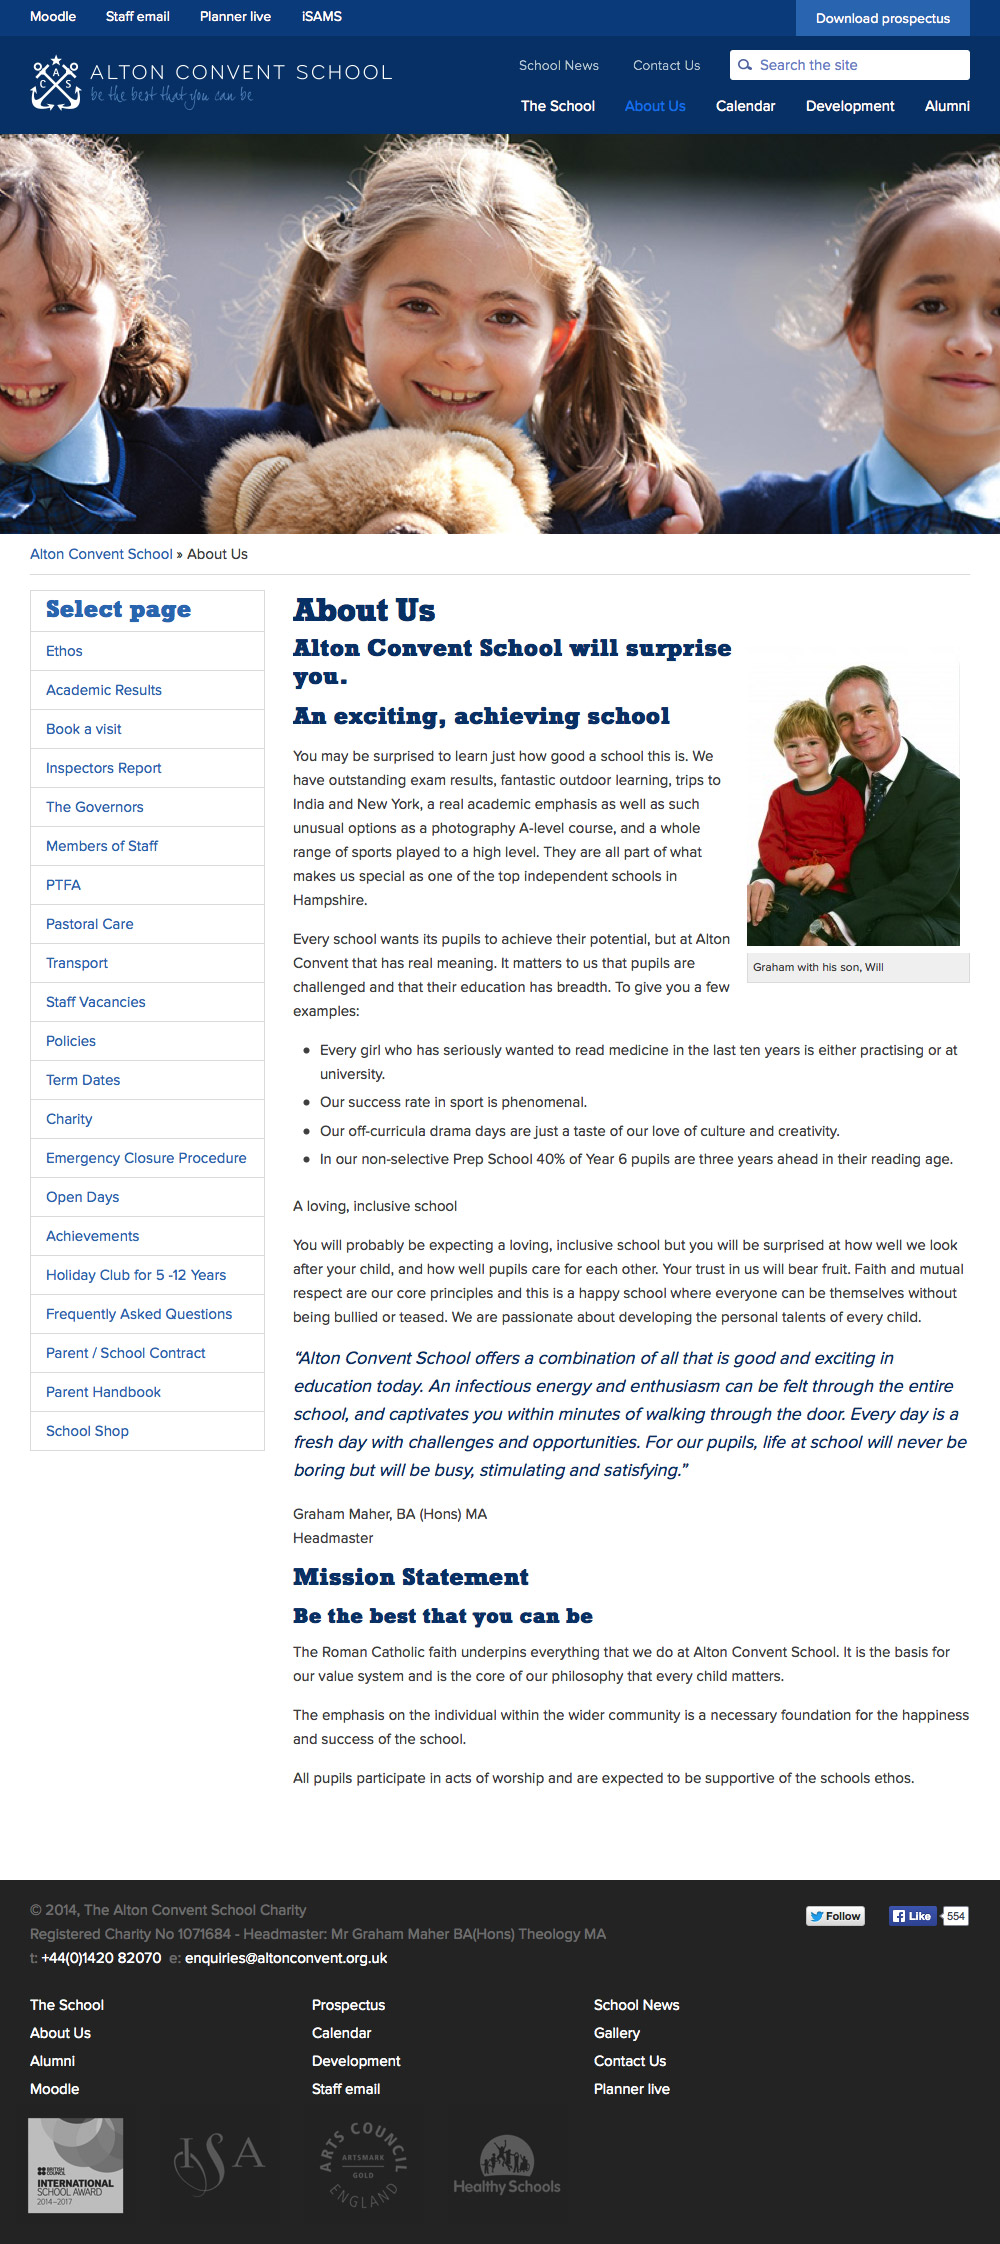 Moodle Staff email Planner live iSAMS Download prospectus
CAS
ALTON CONVENT SCHOOL
be the best that you can be
School News Contact Us Search the site
The School About Us Calendar Development Alumni
Alton Convent School » About Us
Select page
Ethos
Academic Results
Book a visit
Inspectors Report
The Governors
Members of Staff
PTFA
Pastoral Care
Transport
Staff Vacancies
Policies
Term Dates
Charity
Emergency Closure Procedure
Open Days
Achievements
Holiday Club for 5 -12 Years
Frequently Asked Questions
Parent / School Contract
Parent Handbook
School Shop
About Us
Alton Convent School will surprise
you.
An exciting, achieving school
You may be surprised to learn just how good a school this is. We
have outstanding exam results, fantastic outdoor learning, trips to
India and New York, a real academic emphasis as well as such
unusual options as a photography A-level course, and a whole
range of sports played to a high level. They are all part of what
makes us special as one of the top independent schools in
Hampshire.
Graham with his son, Will
Every school wants its pupils to achieve their potential, but at Alton
Convent that has real meaning. It matters to us that pupils are
challenged and that their education has breadth. To give you a few
examples:
• Every girl who has seriously wanted to read medicine in the last ten years is either practising or at
university.
• Our success rate in sport is phenomenal.
• Our off-curricula drama days are just a taste of our love of culture and creativity.
• In our non-selective Prep School 40% of Year 6 pupils are three years ahead in their reading age.
A loving, inclusive school
You will probably be expecting a loving, inclusive school but you will be surprised at how well we look
after your child, and how well pupils care for each other. Your trust in us will bear fruit. Faith and mutual
respect are our core principles and this is a happy school where everyone can be themselves without
being bullied or teased. We are passionate about developing the personal talents of every child.
“Alton Convent School offers a combination of all that is good and exciting in
education today. An infectious energy and enthusiasm can be felt through the entire
school, and captivates you within minutes of walking through the door. Every day is a
fresh day with challenges and opportunities. For our pupils, life at school will never be
boring but will be busy, stimulating and satisfying.”
Graham Maher, BA (Hons) MA
Headmaster
Mission Statement
Be the best that you can be
The Roman Catholic faith underpins everything that we do at Alton Convent School. It is the basis for
our value system and is the core of our philosophy that every child matters.
The emphasis on the individual within the wider community is a necessary foundation for the happiness
and success of the school.
All pupils participate in acts of worship and are expected to be supportive of the schools ethos.
© 2014, The Alton Convent School Charity
Registered Charity No 1071684 - Headmaster: Mr Graham Maher BA(Hons) Theology MA
t: +44(0)1420 82070 e: enquiries@altonconvent.org.uk
Follow Like 554
The School Prospectus School News
About Us Calendar Gallery
Alumni Development Contact Us
Moodle Staff email Planner live
BRITISH
COUNCIL
INTERNATIONAL
SCHOOL AWARD
2014–2017
ISA
ARTS COUNCIL
ARTSMARK
GOLD
ENGLAND
Healthy Schools